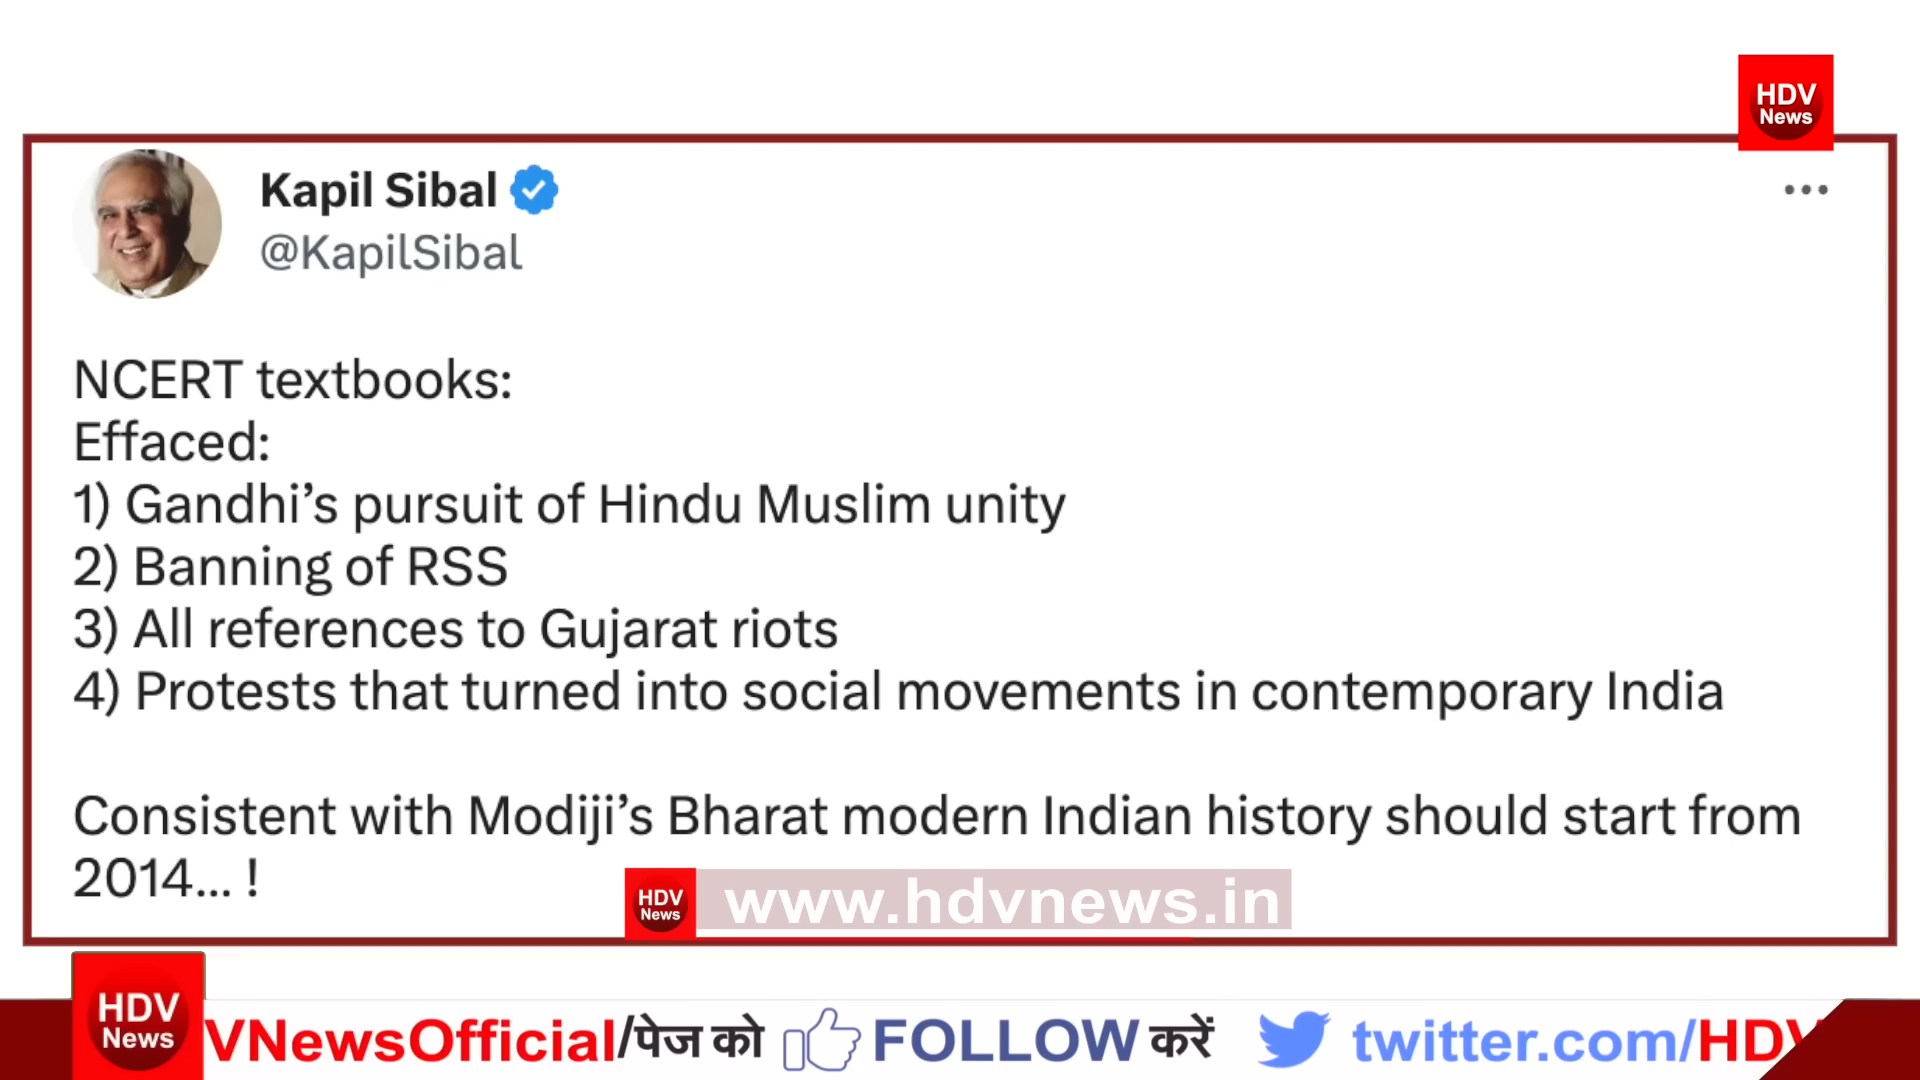 HDV
News
Kapil Sibal
@KapilSibal
NCERT textbooks:
Effaced:
1) Gandhi’s pursuit of Hindu Muslim unity
2) Banning of RSS
3) All references to Gujarat riots
4) Protests that turned into social movements in contemporary India
Consistent with Modiji’s Bharat modern Indian history should start from
2014... !
HDV
News
www.hdvnews.in
HDV
News
VNewsOfficial/पेज को FOLLOW करें twitter.com/HDV